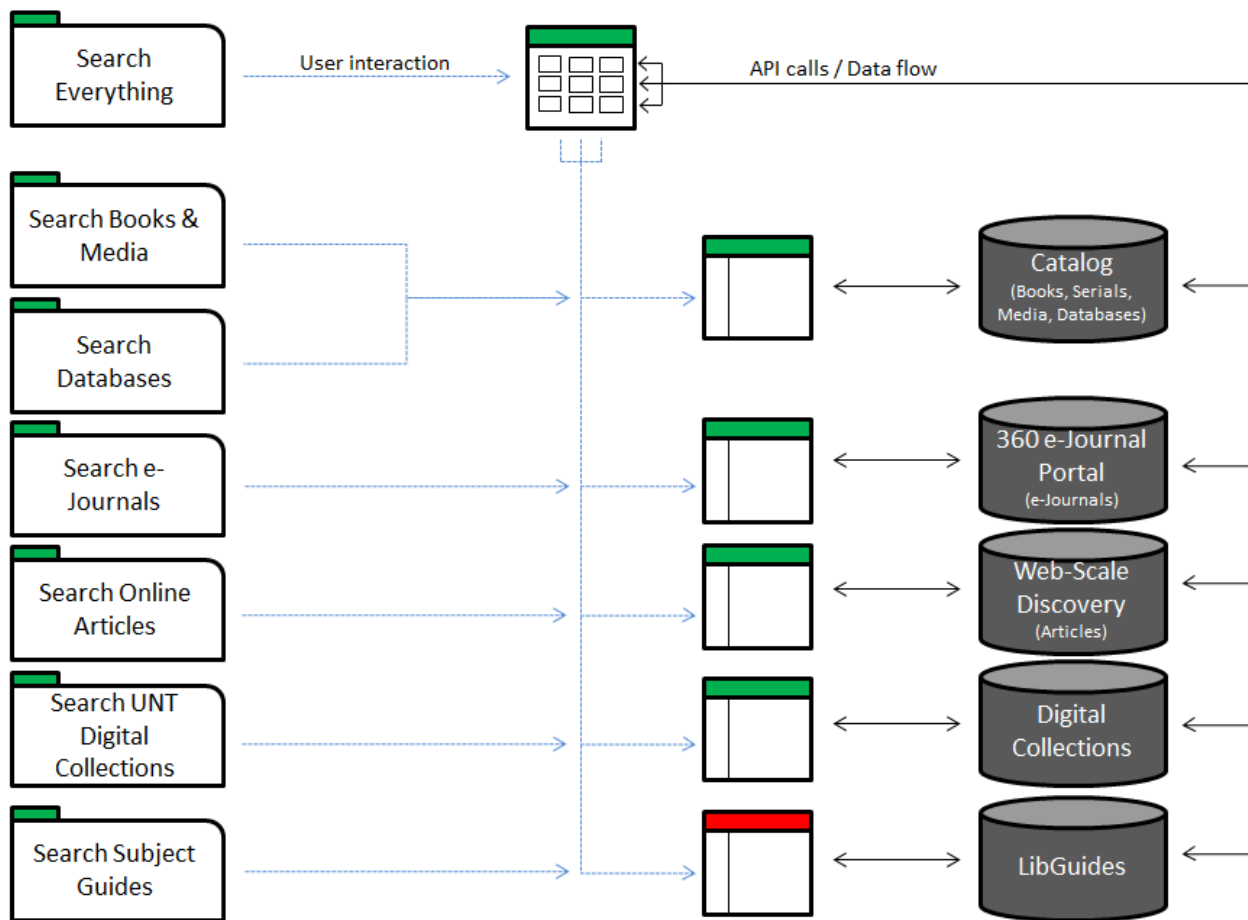 Search
Everything
User interaction
API calls / Data flow
Search Books &
Media
Search
Databases
Catalog
(Books, Serials,
Media, Databases)
Search e-
Journals
360 e-Journal
Portal
(e-Journals)
Search Online
Articles
Web-Scale
Discovery
(Articles)
Search UNT
Digital
Collections
Digital
Collections
Search Subject
Guides
LibGuides